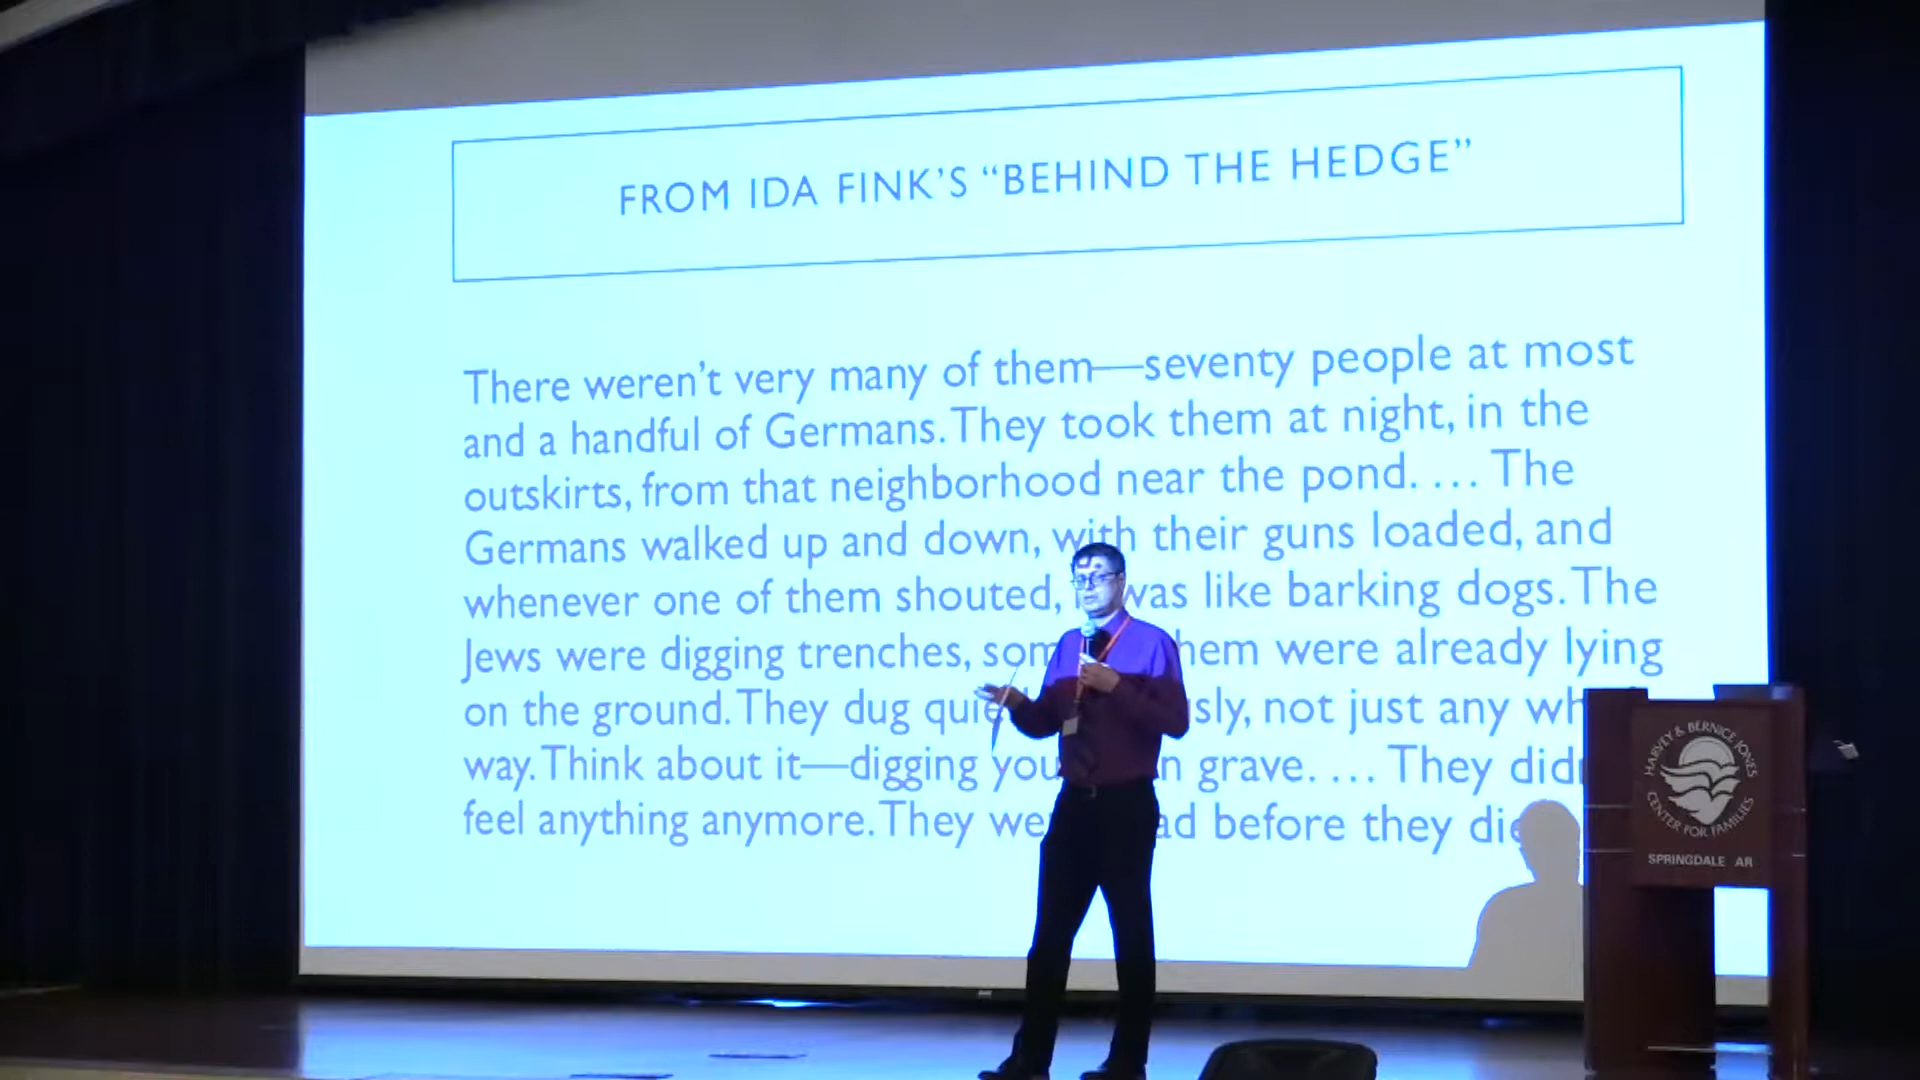 FROM IDA FINK'S “BEHIND THE HEDGE”
There weren't very many of them—seventy people at most
and a handful of Germans. They took them at night, in the
outskirts, from that neighborhood near the pond. . . . The
Germans walked up and down, with their guns loaded, and
whenever one of them shouted, was like barking dogs. The
Jews were digging trenches, them were already lying
on the ground. They dug not just any
way. Think about it—digging grave. . . . They
feel anything anymore. They before they
HARVEY & BERNICE JONES
CENTER FOR FAMILIES
SPRINGDALE AR